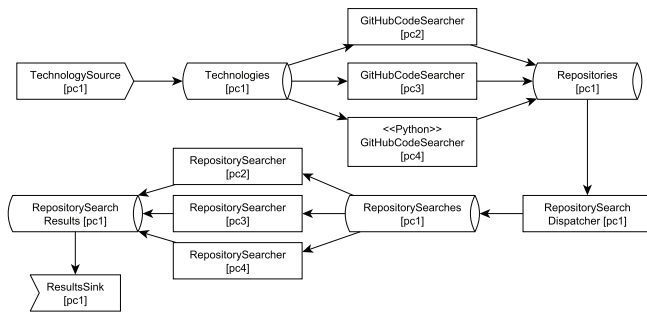 GitHubCodeSearcher
[pc2]
TechnologySource
[pc1]
Technologies
[pc1]
GitHubCodeSearcher
[pc3]
Repositories
[pc1]
<<Python>>
GitHubCodeSearcher
[pc4]
RepositorySearcher
[pc2]
RepositorySearch
Results [pc1]
RepositorySearcher
[pc3]
RepositorySearches
[pc1]
RepositorySearch
Dispatcher [pc1]
RepositorySearcher
[pc4]
ResultsSink
[pc1]